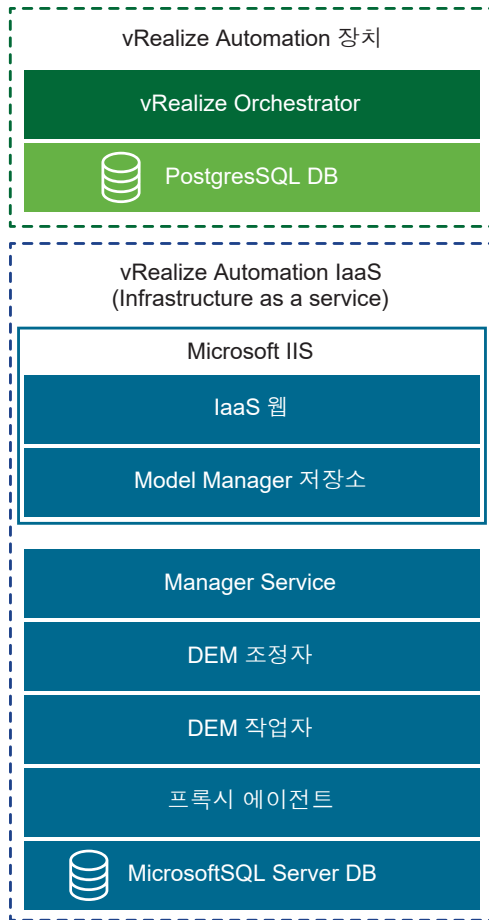 vRealize Automation 장치
vRealize Orchestrator
PostgresSQL DB
vRealize Automation IaaS
(Infrastructure as a service)
Microsoft IIS
IaaS 웹
Model Manager 저장소
Manager Service
DEM 조정자
DEM 작업자
프록시 에이전트
MicrosoftSQL Server DB